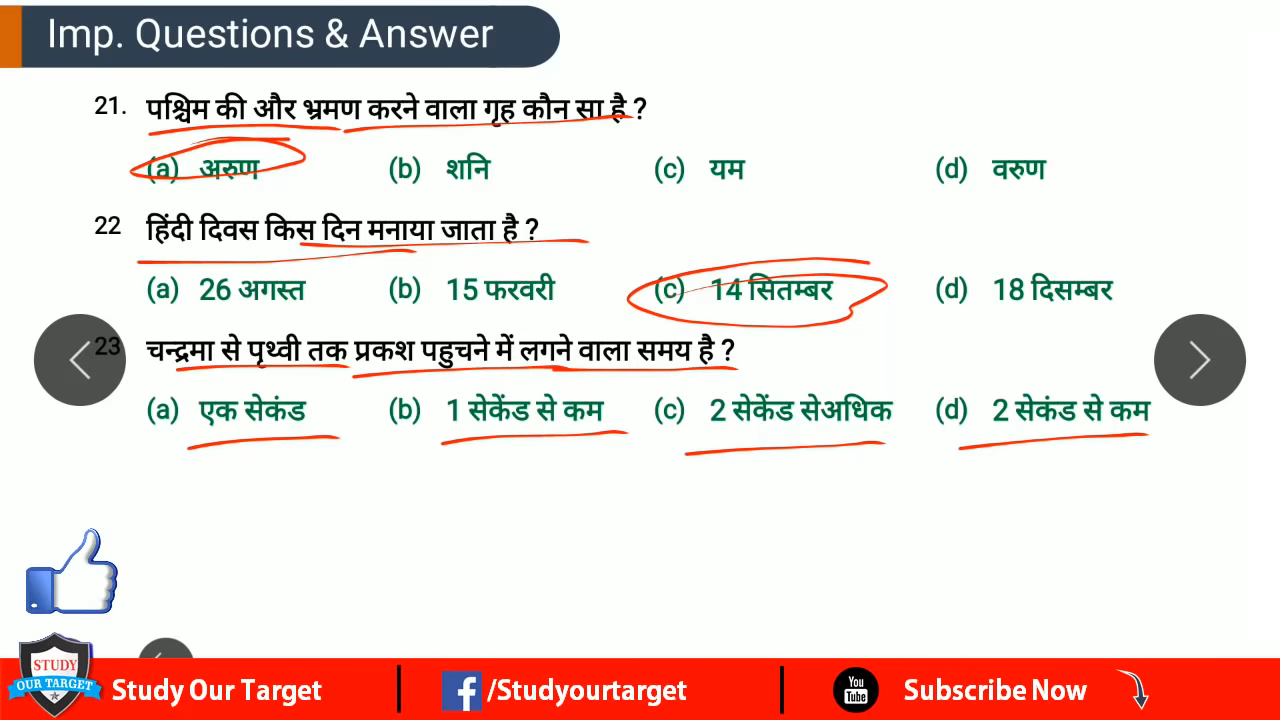 Imp. Questions & Answer
21. पश्चिम की और भ्रमण करने वाला गृह कौन सा है ?
(a) अरुण (b) शनि (c) यम (d) वरुण
22 हिंदी दिवस किस दिन मनाया जाता है ?
(a) 26 अगस्त (b) 15 फरवरी (c) 14 सितम्बर (d) 18 दिसम्बर
23 चन्द्रमा से पृथ्वी तक प्रकश पहुचने में लगने वाला समय है ?
(a) एक सेकंड (b) 1 सेकेंड से कम (c) 2 सेकेंड सेअधिक (d) 2 सेकंड से कम
STUDY
OUR TARGET
Study Our Target | f /Studyourtarget | You Tube Subscribe Now